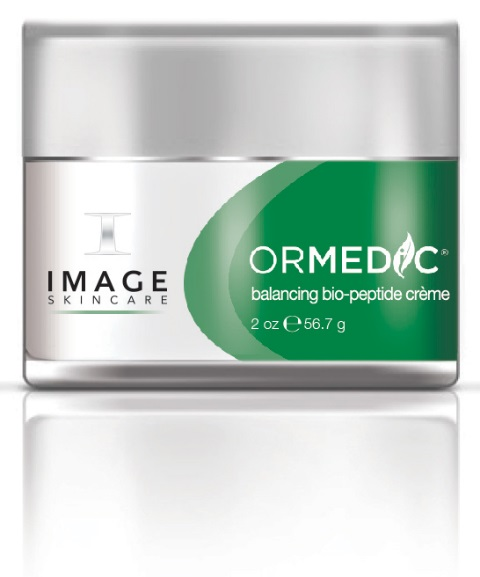 IMAGE
SKINCARE
ORMEDIC®
balancing bio-peptide crème
2 oz ℮ 56.7 g